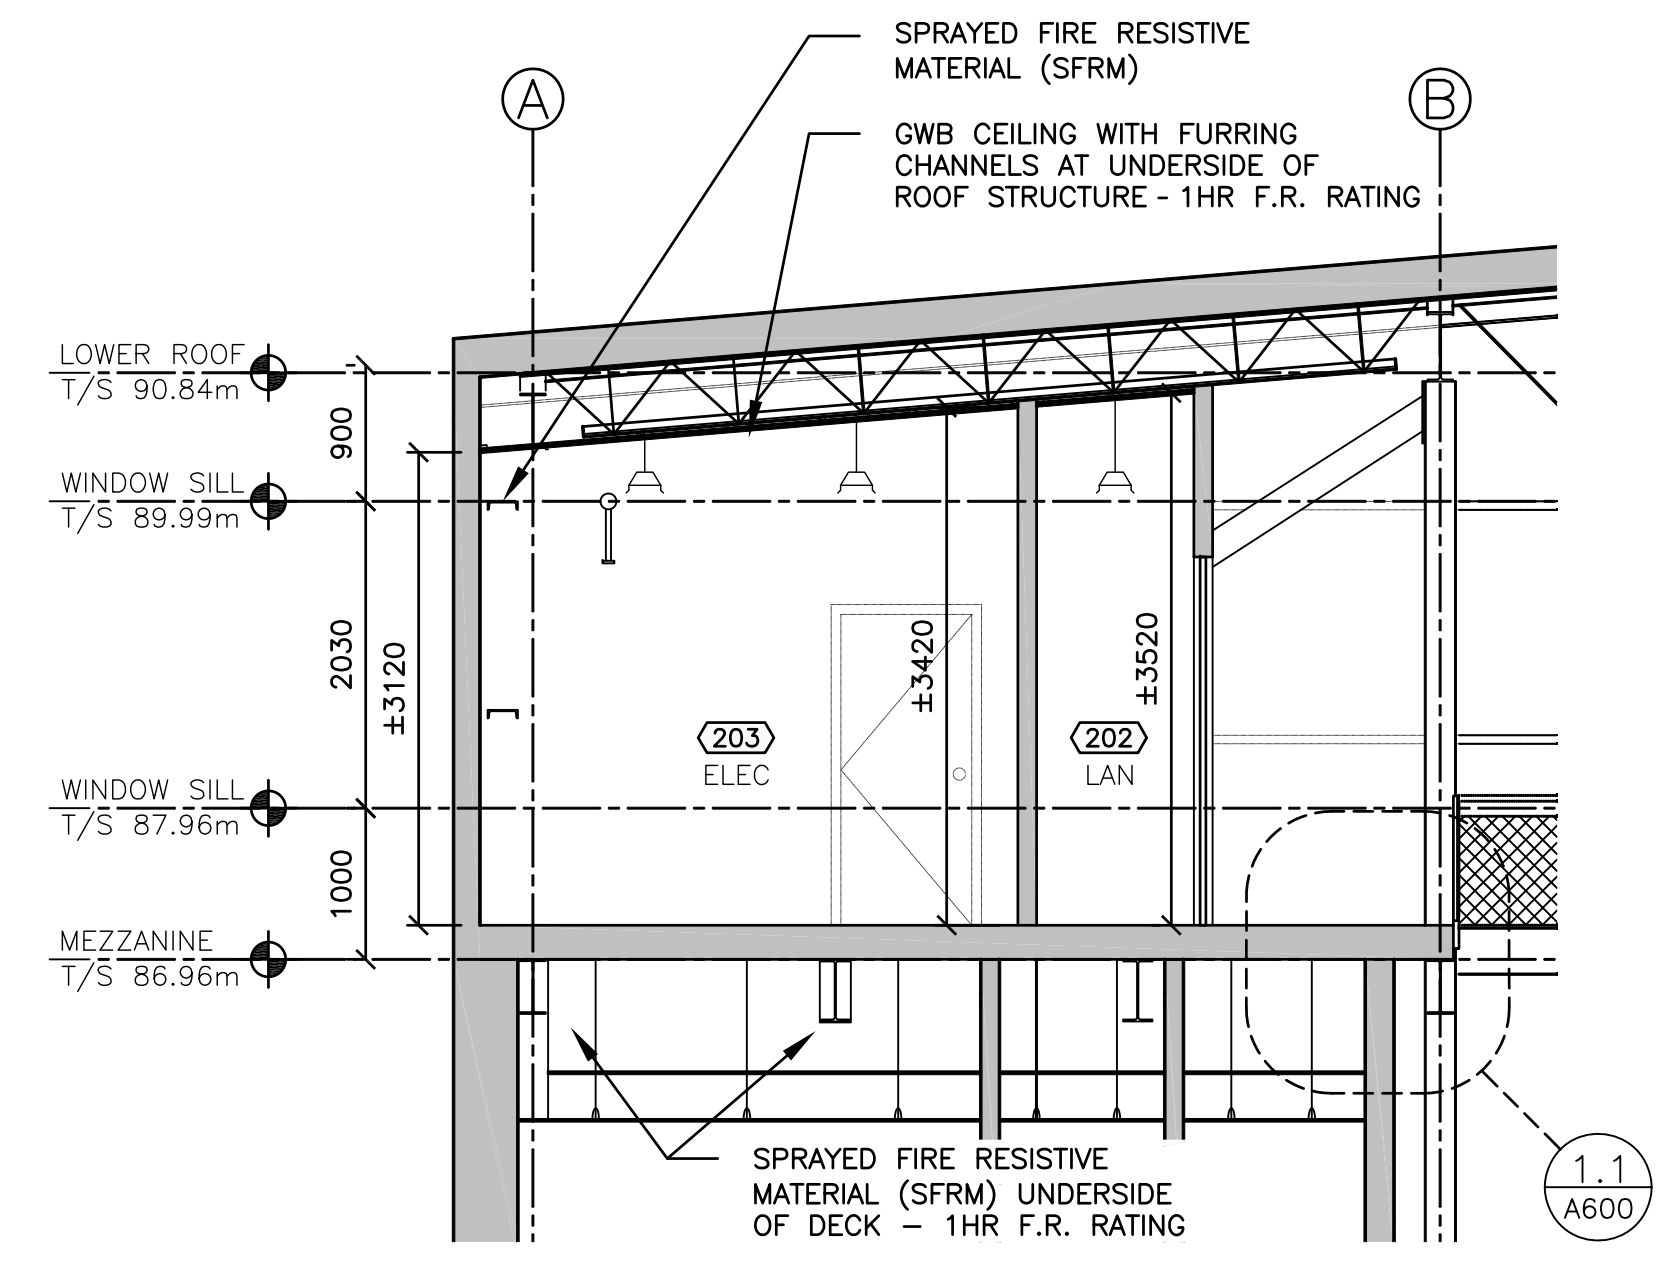 SPRAYED FIRE RESISTIVE
MATERIAL (SFRM)
A
B
GWB CEILING WITH FURRING
CHANNELS AT UNDERSIDE OF
ROOF STRUCTURE - 1HR F.R. RATING
LOWER ROOF
T/S 90.84m
900
WINDOW SILL
T/S 89.99m
2030
±3120
±3420
±3520
203
ELEC
202
LAN
WINDOW SILL
T/S 87.96m
1000
MEZZANINE
T/S 86.96m
SPRAYED FIRE RESISTIVE
MATERIAL (SFRM) UNDERSIDE
OF DECK – 1HR F.R. RATING
1.1
A600